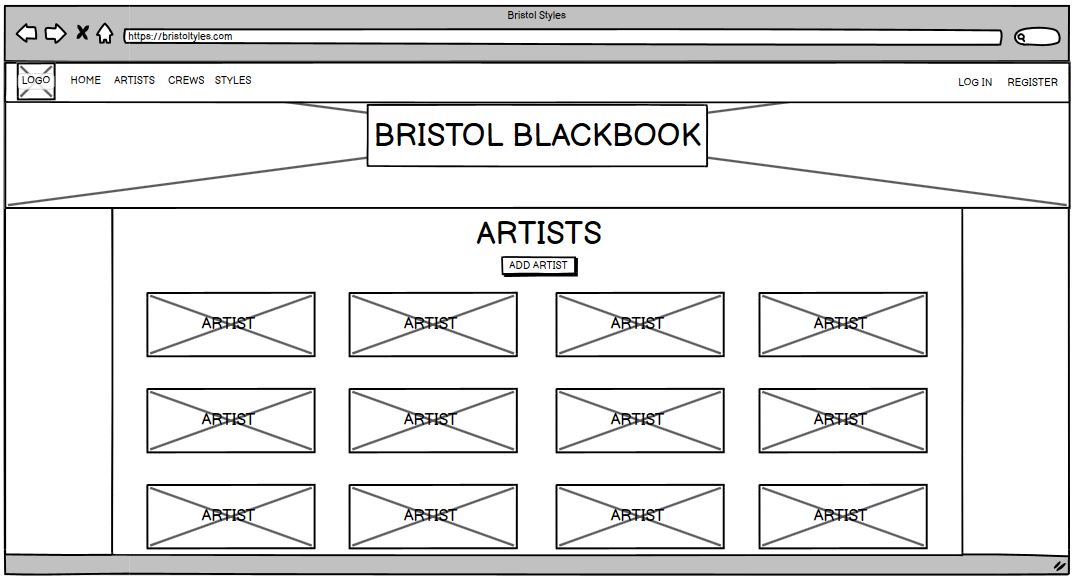 Bristol Styles
https://bristoltyles.com
LOGO HOME ARTISTS CREWS STYLES LOG IN REGISTER
BRISTOL BLACKBOOK
ARTISTS
ADD ARTIST
ARTIST ARTIST ARTIST ARTIST
ARTIST ARTIST ARTIST ARTIST
ARTIST ARTIST ARTIST ARTIST